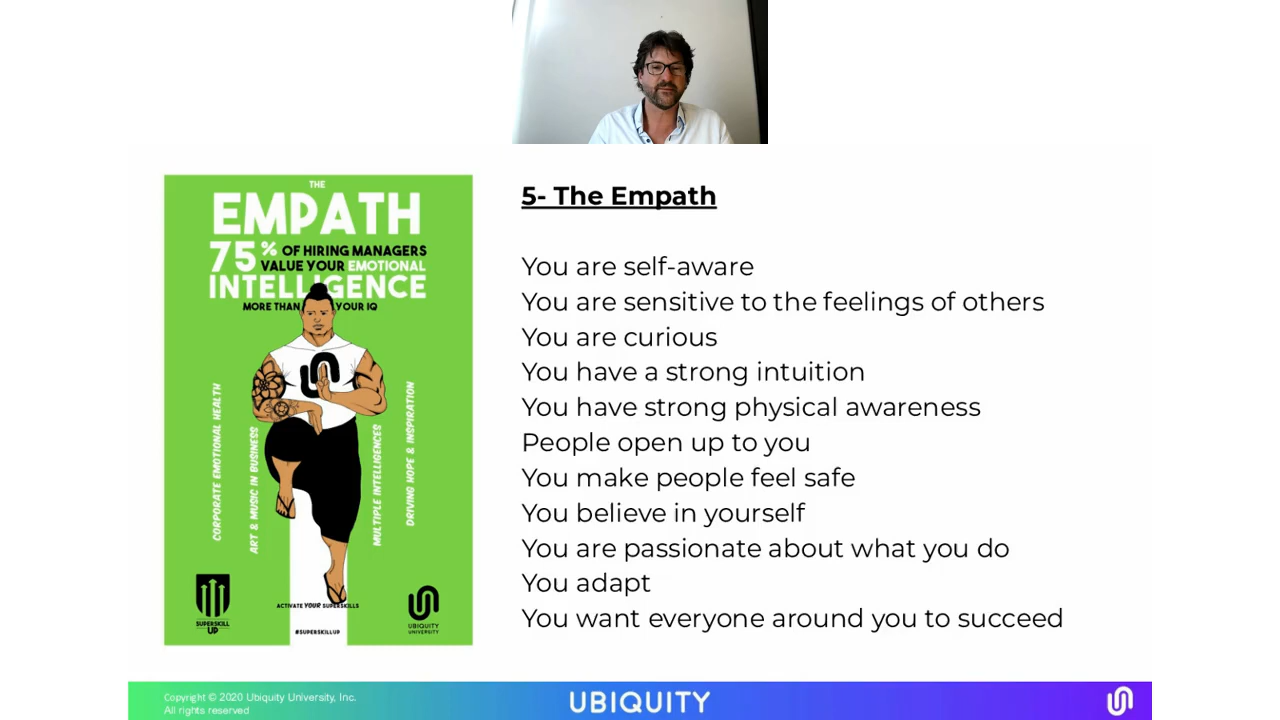 THE
EMPATH
75% OF HIRING MANAGERS
VALUE YOUR EMOTIONAL
INTELLIGENCE
MORE THAN YOUR IQ
CORPORATE EMOTIONAL HEALTH
ART & MUSIC IN BUSINESS
MULTIPLE INTELLIGENCES
DRIVING HOPE & INSPIRATION
SUPERSKILL
UP
ACTIVATE YOUR SUPERSKILLS
#SUPERSKILLUP
UBIQUITY
UNIVERSITY
5- The Empath
You are self-aware
You are sensitive to the feelings of others
You are curious
You have a strong intuition
You have strong physical awareness
People open up to you
You make people feel safe
You believe in yourself
You are passionate about what you do
You adapt
You want everyone around you to succeed
Copyright © 2020 Ubiquity University, Inc.
All rights reserved
UBIQUITY